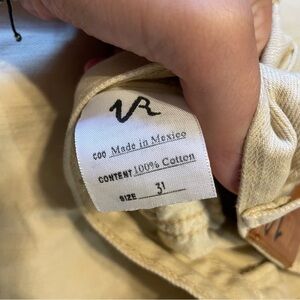 VR
COO Made in Mexico
CONTENT 100% Cotton
SIZE 31